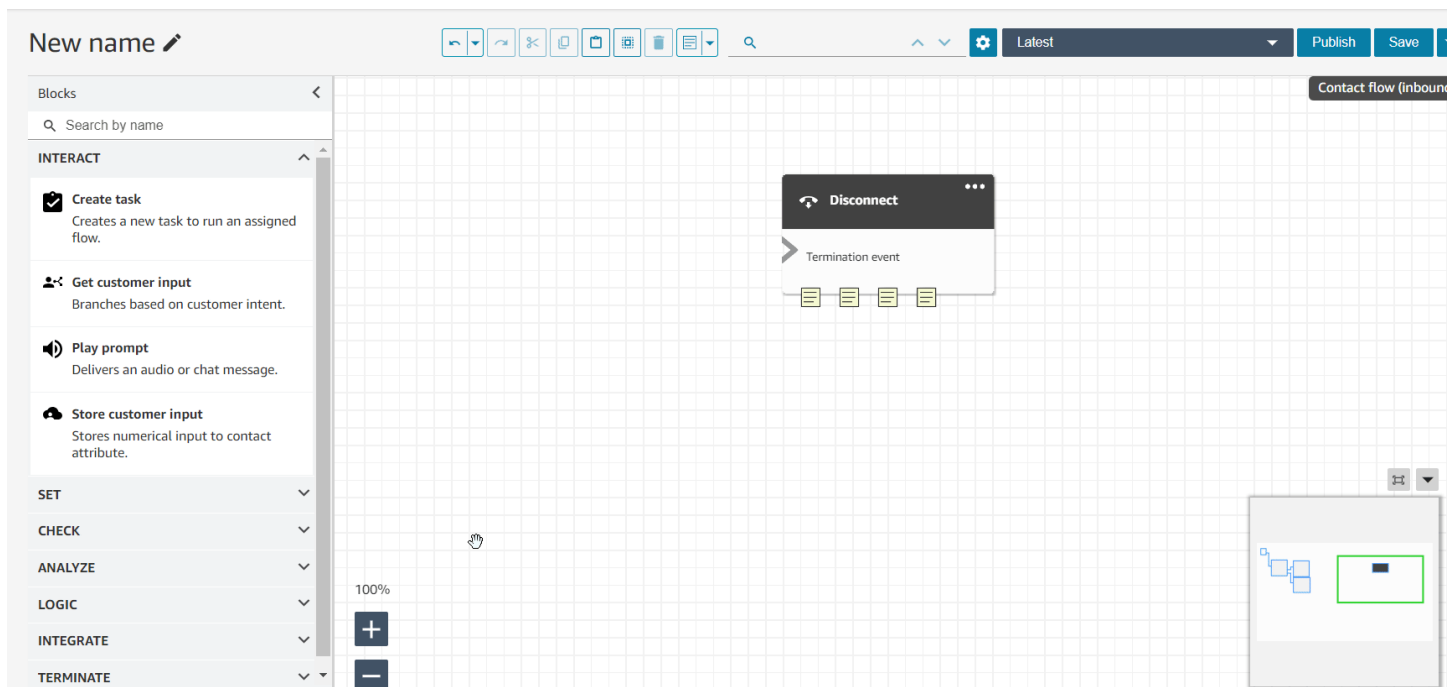 New name
Latest
Publish
Save
Contact flow (inboun
Blocks
Search by name
INTERACT
Create task
Creates a new task to run an assigned
flow.
Get customer input
Branches based on customer intent.
Play prompt
Delivers an audio or chat message.
Store customer input
Stores numerical input to contact
attribute.
SET
CHECK
ANALYZE
LOGIC
INTEGRATE
TERMINATE
Disconnect
Termination event
100%